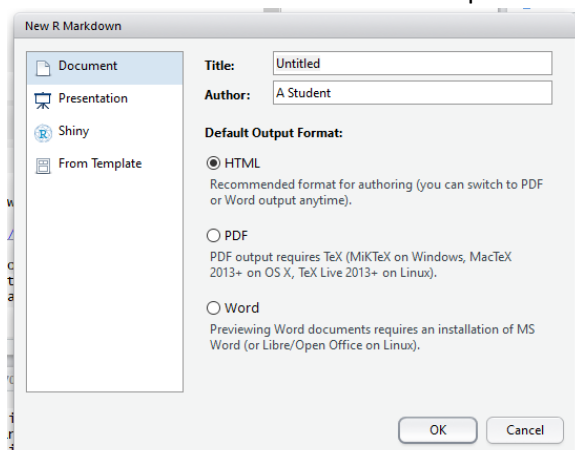 New R Markdown
Document
Presentation
Shiny
From Template
Title: Untitled
Author: A Student
Default Output Format:
HTML
Recommended format for authoring (you can switch to PDF
or Word output anytime).
PDF
PDF output requires TeX (MiKTeX on Windows, MacTeX
2013+ on OS X, TeX Live 2013+ on Linux).
Word
Previewing Word documents requires an installation of MS
Word (or Libre/Open Office on Linux).
OK Cancel